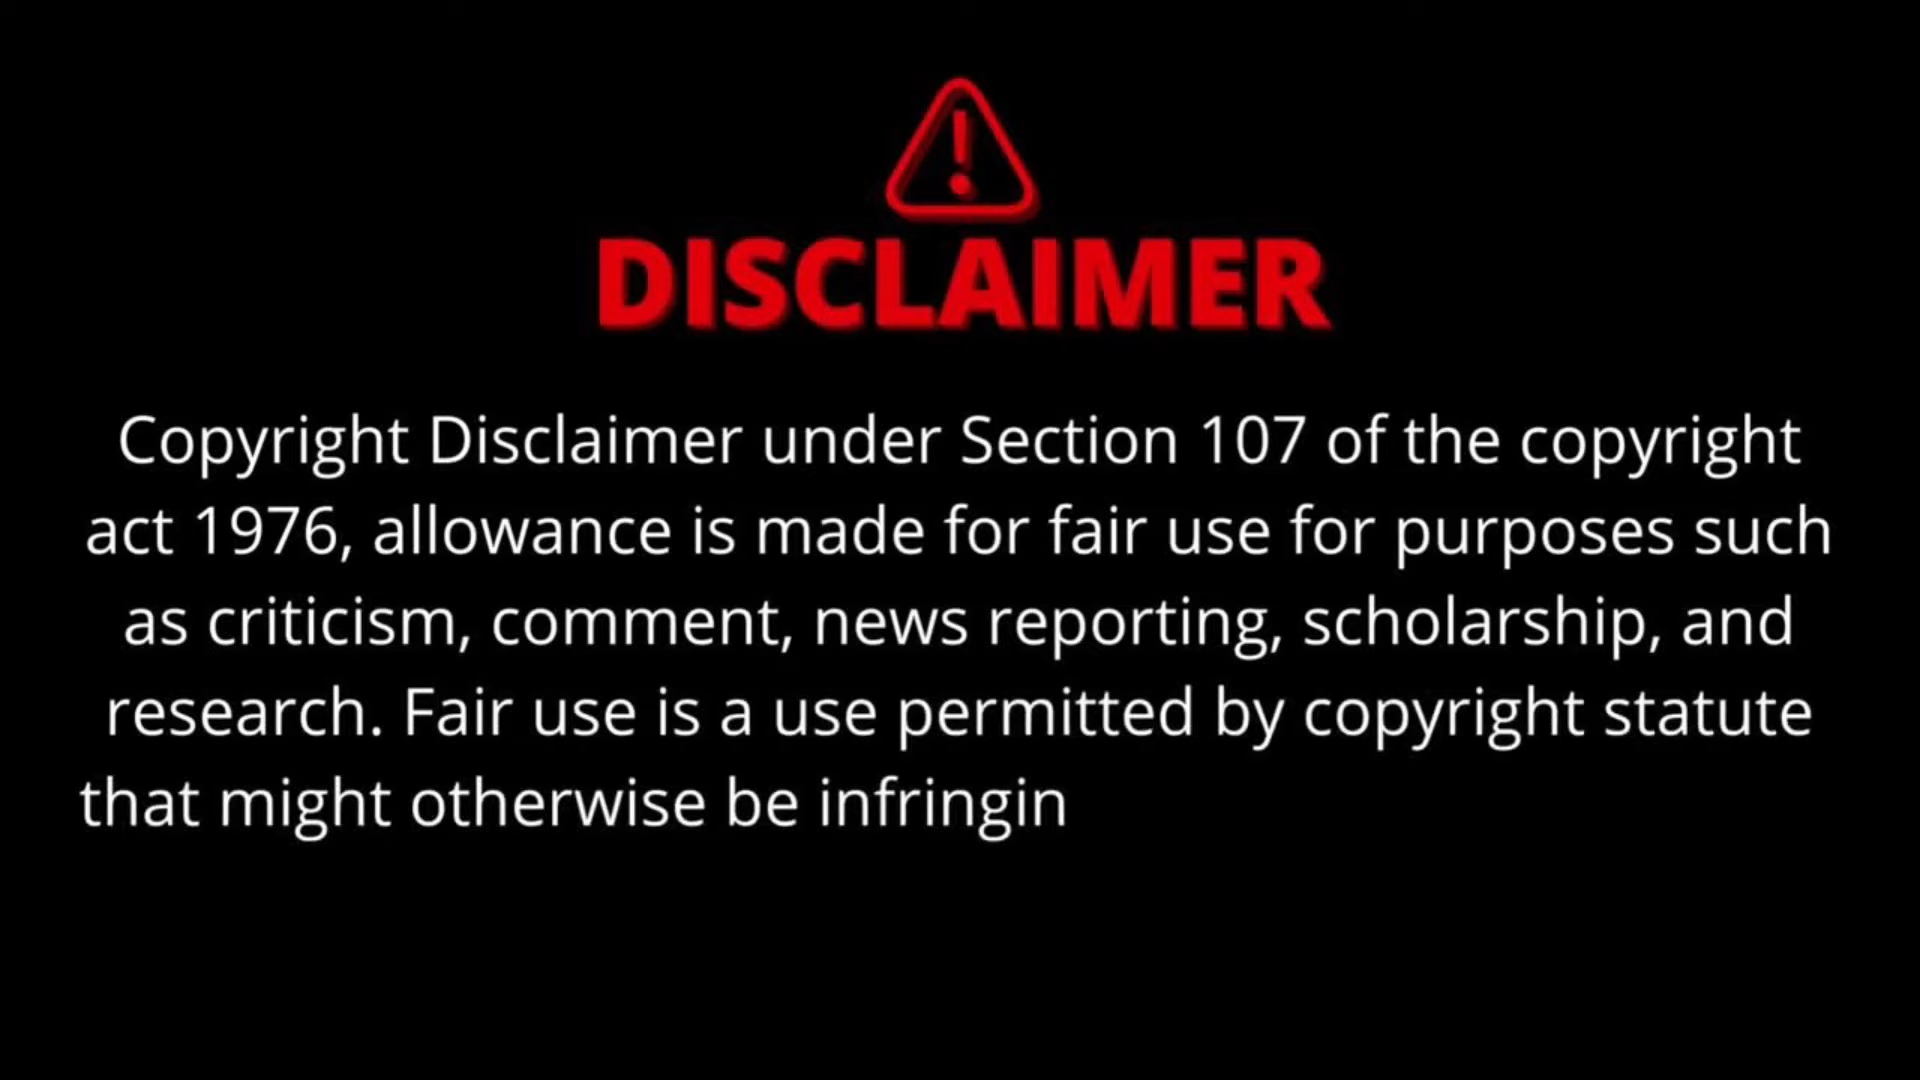 DISCLAIMER
Copyright Disclaimer under Section 107 of the copyright
act 1976, allowance is made for fair use for purposes such
as criticism, comment, news reporting, scholarship, and
research. Fair use is a use permitted by copyright statute
that might otherwise be infringin